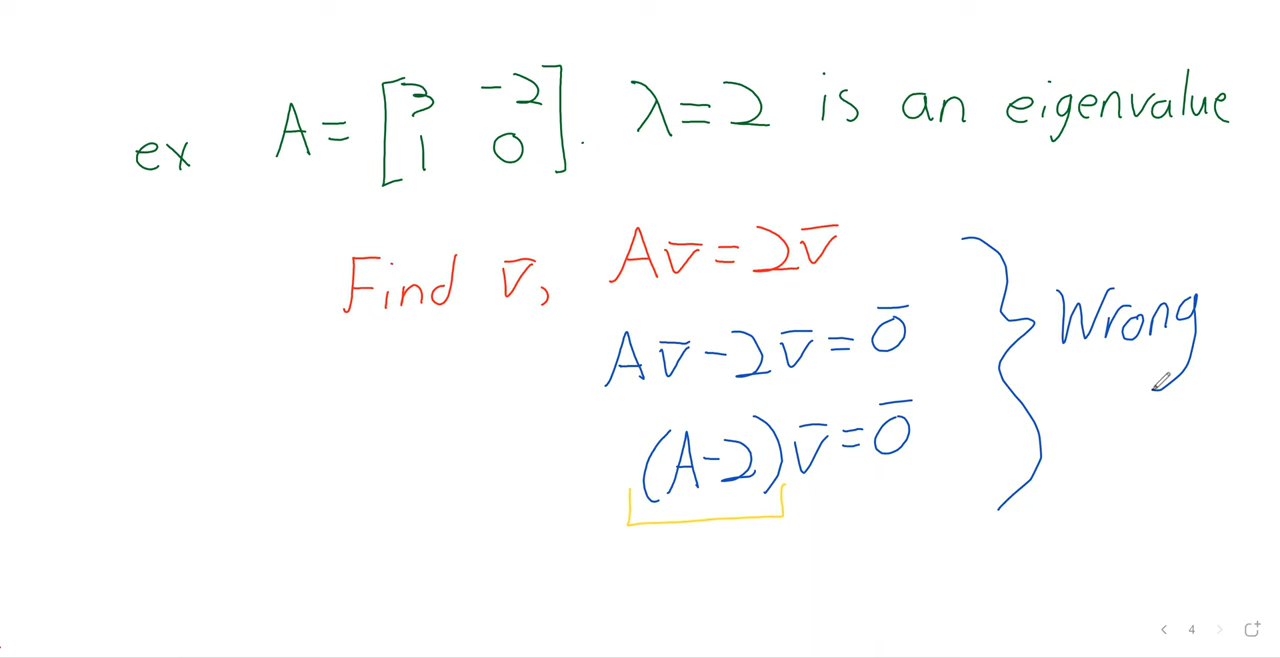 ex A = [3 -2; 1 0]. λ = 2 is an eigenvalue
Find v̄, Av̄ = 2v̄
Av̄ - 2v̄ = 0̄
(A - 2)v̄ = 0̄
Wrong
4